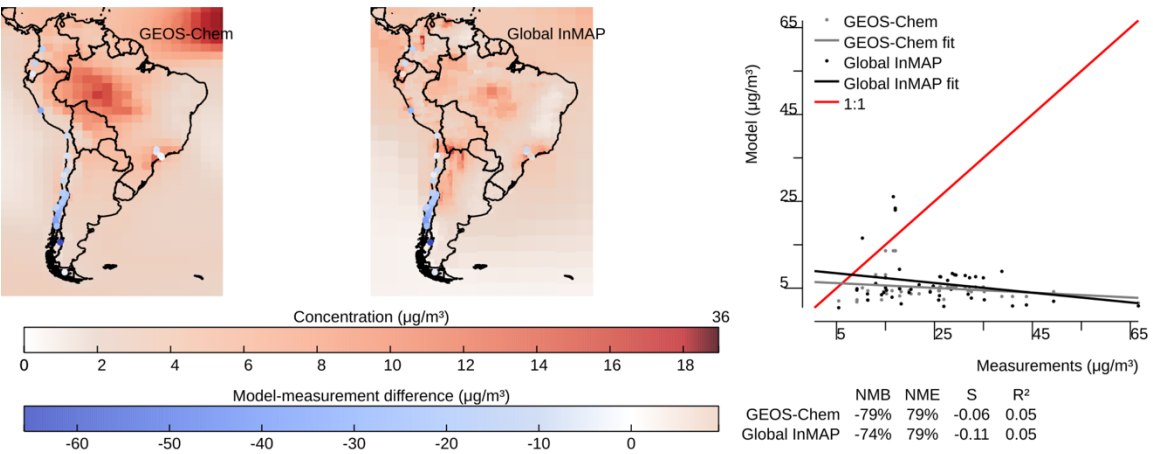 GEOS-Chem
Global InMAP
Concentration (µg/m³)
36
0 2 4 6 8 10 12 14 16 18
Model-measurement difference (µg/m³)
-60 -50 -40 -30 -20 -10 0
65
45
25
5
Model (µg/m³)
GEOS-Chem
GEOS-Chem fit
Global InMAP
Global InMAP fit
1:1
5 25 45 65
Measurements (µg/m³)
NMB NME S R²
GEOS-Chem -79% 79% -0.06 0.05
Global InMAP -74% 79% -0.11 0.05